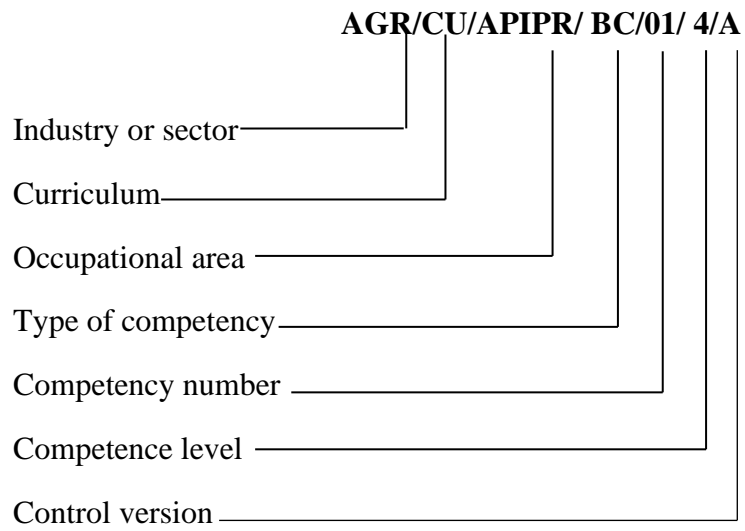 AGR/CU/APIPR/ BC/01/ 4/A
Industry or sector
Curriculum
Occupational area
Type of competency
Competency number
Competence level
Control version